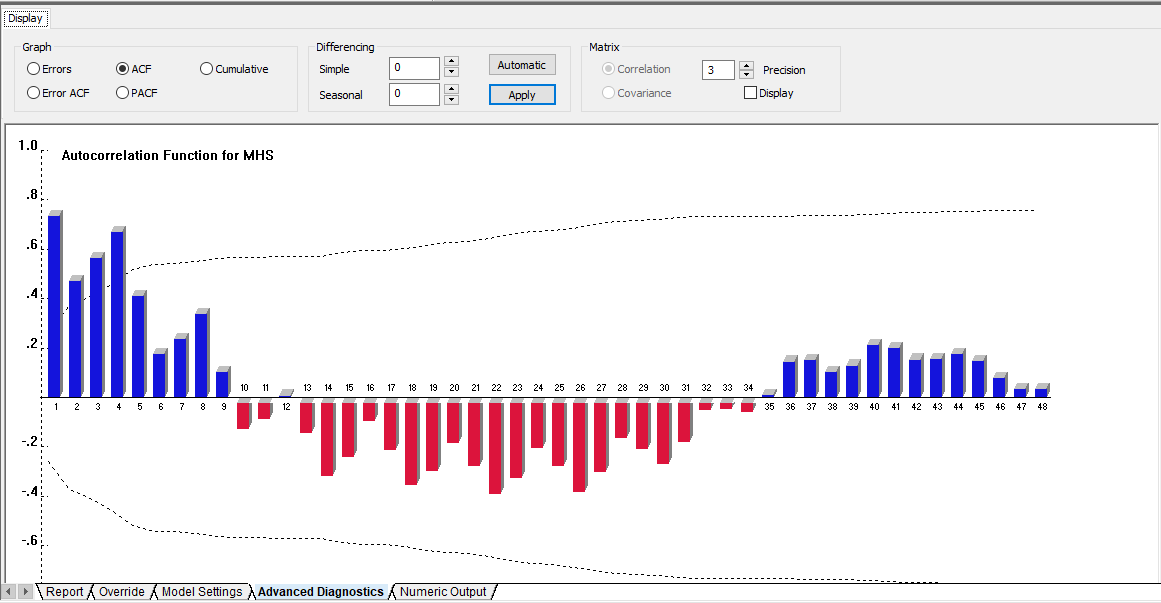 Display
Graph
Errors ACF Cumulative
Error ACF PACF
Differencing
Simple 0 Automatic
Seasonal 0 Apply
Matrix
Correlation 3 Precision
Covariance Display
Autocorrelation Function for MHS
1.0
.8
.6
.4
.2
-.2
-.4
-.6
10 11 13 14 15 16 17 18 19 20 21 22 23 24 25 26 27 28 29 30 31 32 33 34
1 2 3 4 5 6 7 8 9 12 35 36 37 38 39 40 41 42 43 44 45 46 47 48
Report Override Model Settings Advanced Diagnostics Numeric Output